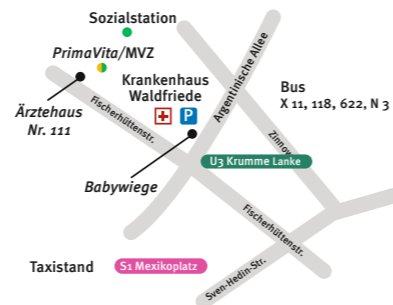 Sozialstation
PrimaVita/MVZ
Krankenhaus
Waldfriede
P
Ärztehaus
Nr. 111
Fischerhüttenstr.
Argentinische Allee
Bus
X 11, 118, 622, N 3
Zinnow
Babywiege
U3 Krumme Lanke
Fischerhüttenstr.
Taxistand
S1 Mexikoplatz
Sven-Hedin-Str.